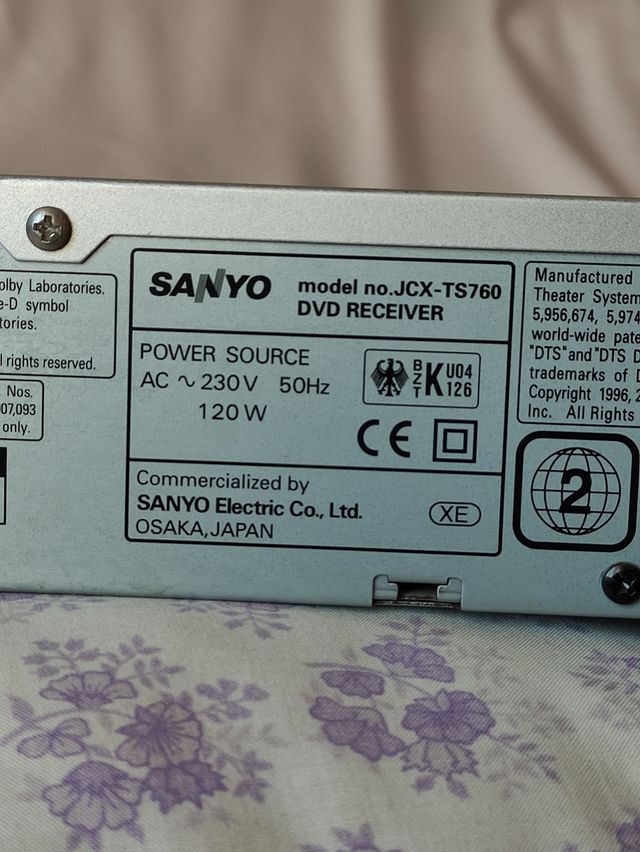 olby Laboratories.
e-D symbol
tories.
l rights reserved.
Nos.
07,093
only.
SANYO
model no.JCX-TS760
DVD RECEIVER
POWER SOURCE
AC ~ 230V 50Hz
120W
BZT K U04 126
CE
Commercialized by
SANYO Electric Co., Ltd.
OSAKA,JAPAN
XE
Manufactured
Theater System
5,956,674, 5,974
world-wide pate
"DTS" and "DTS D
trademarks of D
Copyright 1996, 2
Inc. All Rights
2